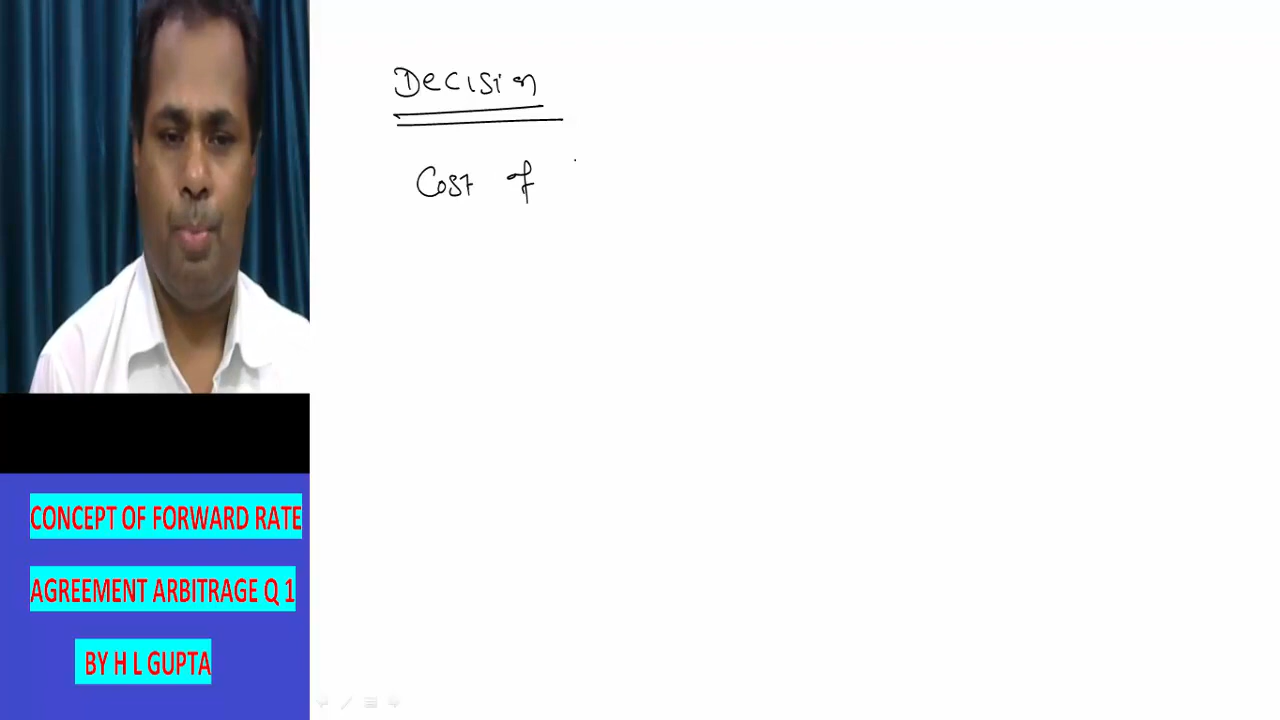 Decision
Cost of
CONCEPT OF FORWARD RATE
AGREEMENT ARBITRAGE Q 1
BY H L GUPTA